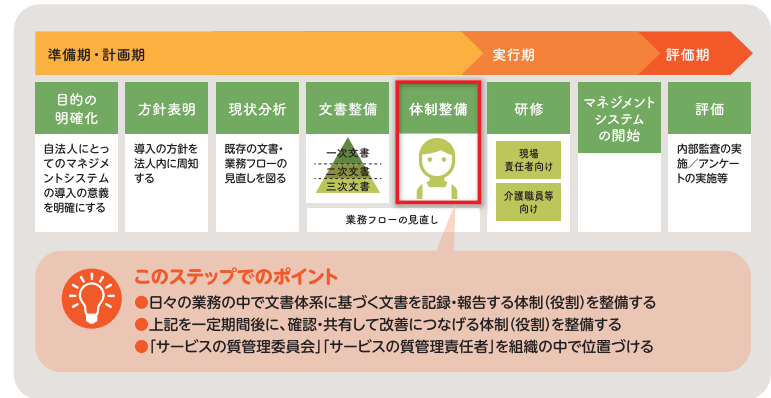 準備期・計画期
実行期
評価期
目的の
明確化
自法人にとっ
てのマネジメ
ントシステム
の導入の意義
を明確にする
方針表明
導入の方針を
法人内に周知
する
現状分析
既存の文書・
業務フローの
見直しを図る
文書整備
一次文書
二次文書
三次文書
体制整備
業務フローの見直し
研修
現場
責任者向け
介護職員等
向け
マネジメント
システム
の開始
評価
内部監査の実
施/アンケー
トの実施等
このステップでのポイント
●日々の業務の中で文書体系に基づく文書を記録・報告する体制(役割)を整備する
●上記を一定期間後に、確認・共有して改善につなげる体制(役割)を整備する
●「サービスの質管理委員会」「サービスの質管理責任者」を組織の中で位置づける